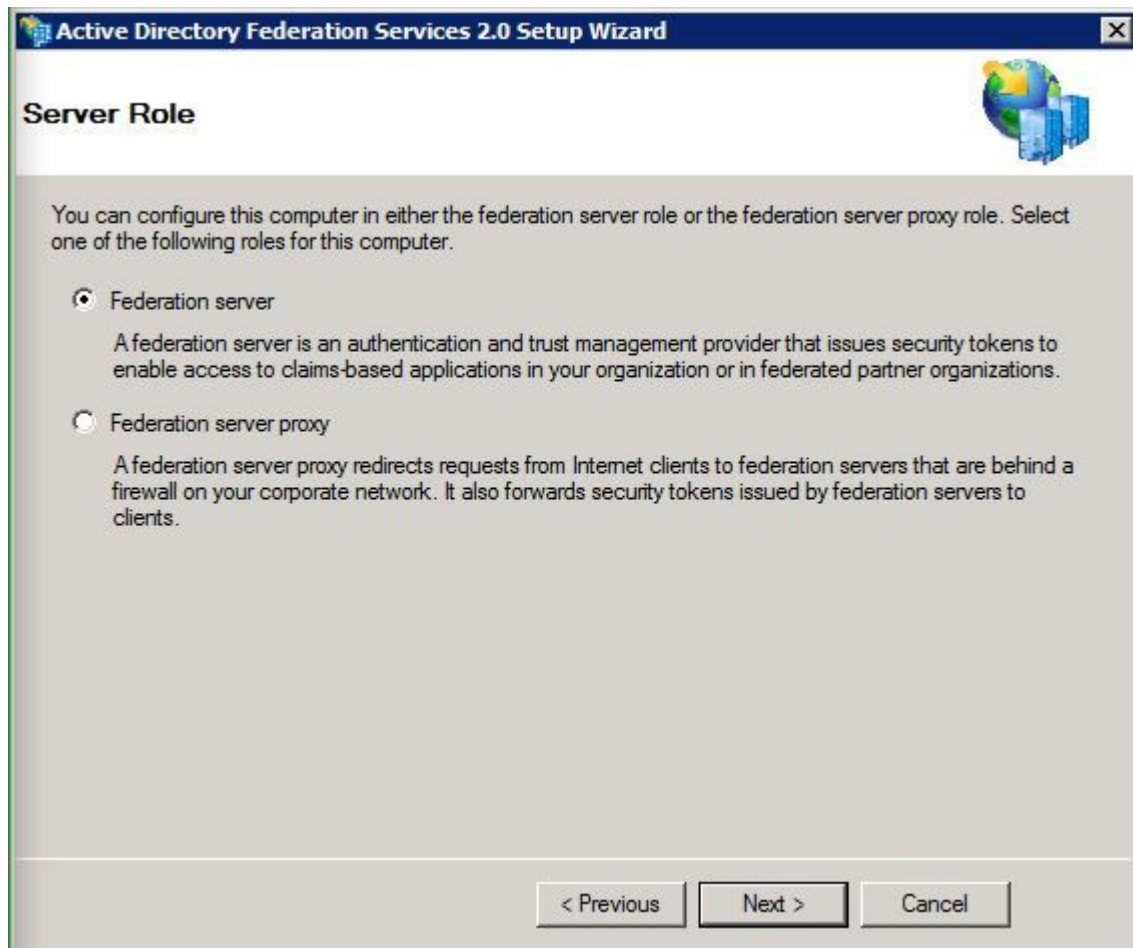 Active Directory Federation Services 2.0 Setup Wizard
Server Role
You can configure this computer in either the federation server role or the federation server proxy role. Select
one of the following roles for this computer.
Federation server
A federation server is an authentication and trust management provider that issues security tokens to
enable access to claims-based applications in your organization or in federated partner organizations.
Federation server proxy
A federation server proxy redirects requests from Internet clients to federation servers that are behind a
firewall on your corporate network. It also forwards security tokens issued by federation servers to
clients.
< Previous Next > Cancel